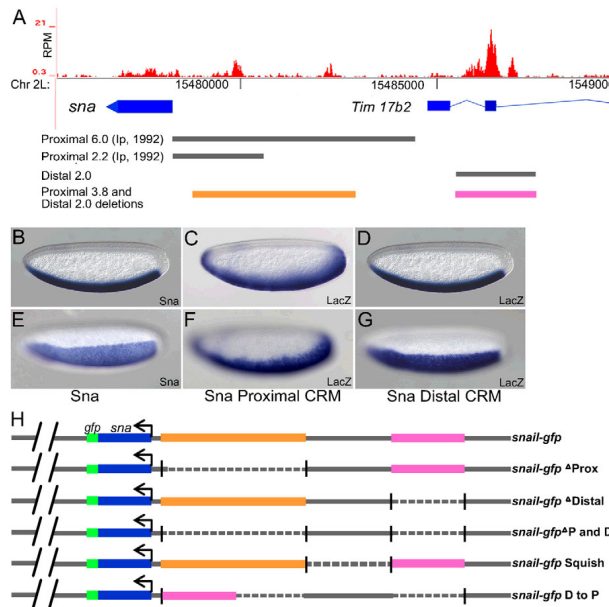 A
21
RPM
0.3
Chr 2L:
15480000
15485000
1549000
sna
Tim 17b2
Proximal 6.0 (Ip, 1992)
Proximal 2.2 (Ip, 1992)
Distal 2.0
Proximal 3.8 and
Distal 2.0 deletions
B
Sna
C
LacZ
D
LacZ
E
Sna
F
LacZ
G
LacZ
Sna
Sna Proximal CRM
Sna Distal CRM
H
gfp
sna
snail-gfp
snail-gfp ΔProx
snail-gfp ΔDistal
snail-gfpΔP and D
snail-gfp Squish
snail-gfp D to P